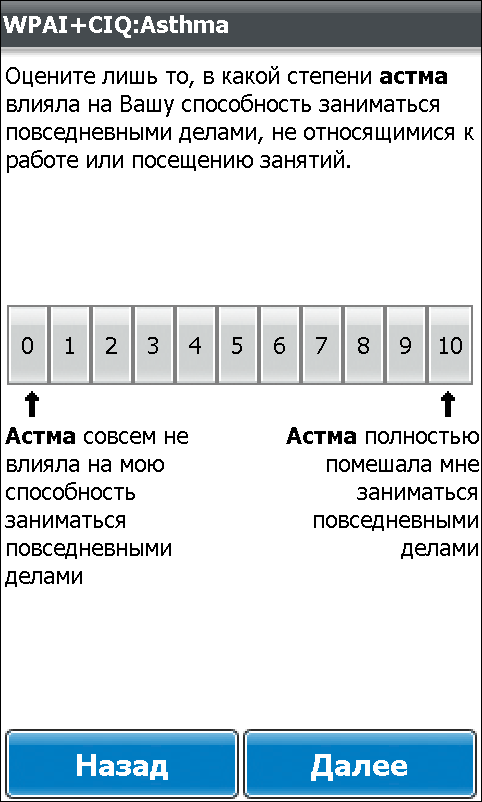 WPAI+CIQ:Asthma
Оцените лишь то, в какой степени астма
влияла на Вашу способность заниматься
повседневными делами, не относящимися к
работе или посещению занятий.
0 1 2 3 4 5 6 7 8 9 10
Астма совсем не
влияла на мою
способность
заниматься
повседневными
делами
Астма полностью
помешала мне
заниматься
повседневными
делами
Назад
Далее